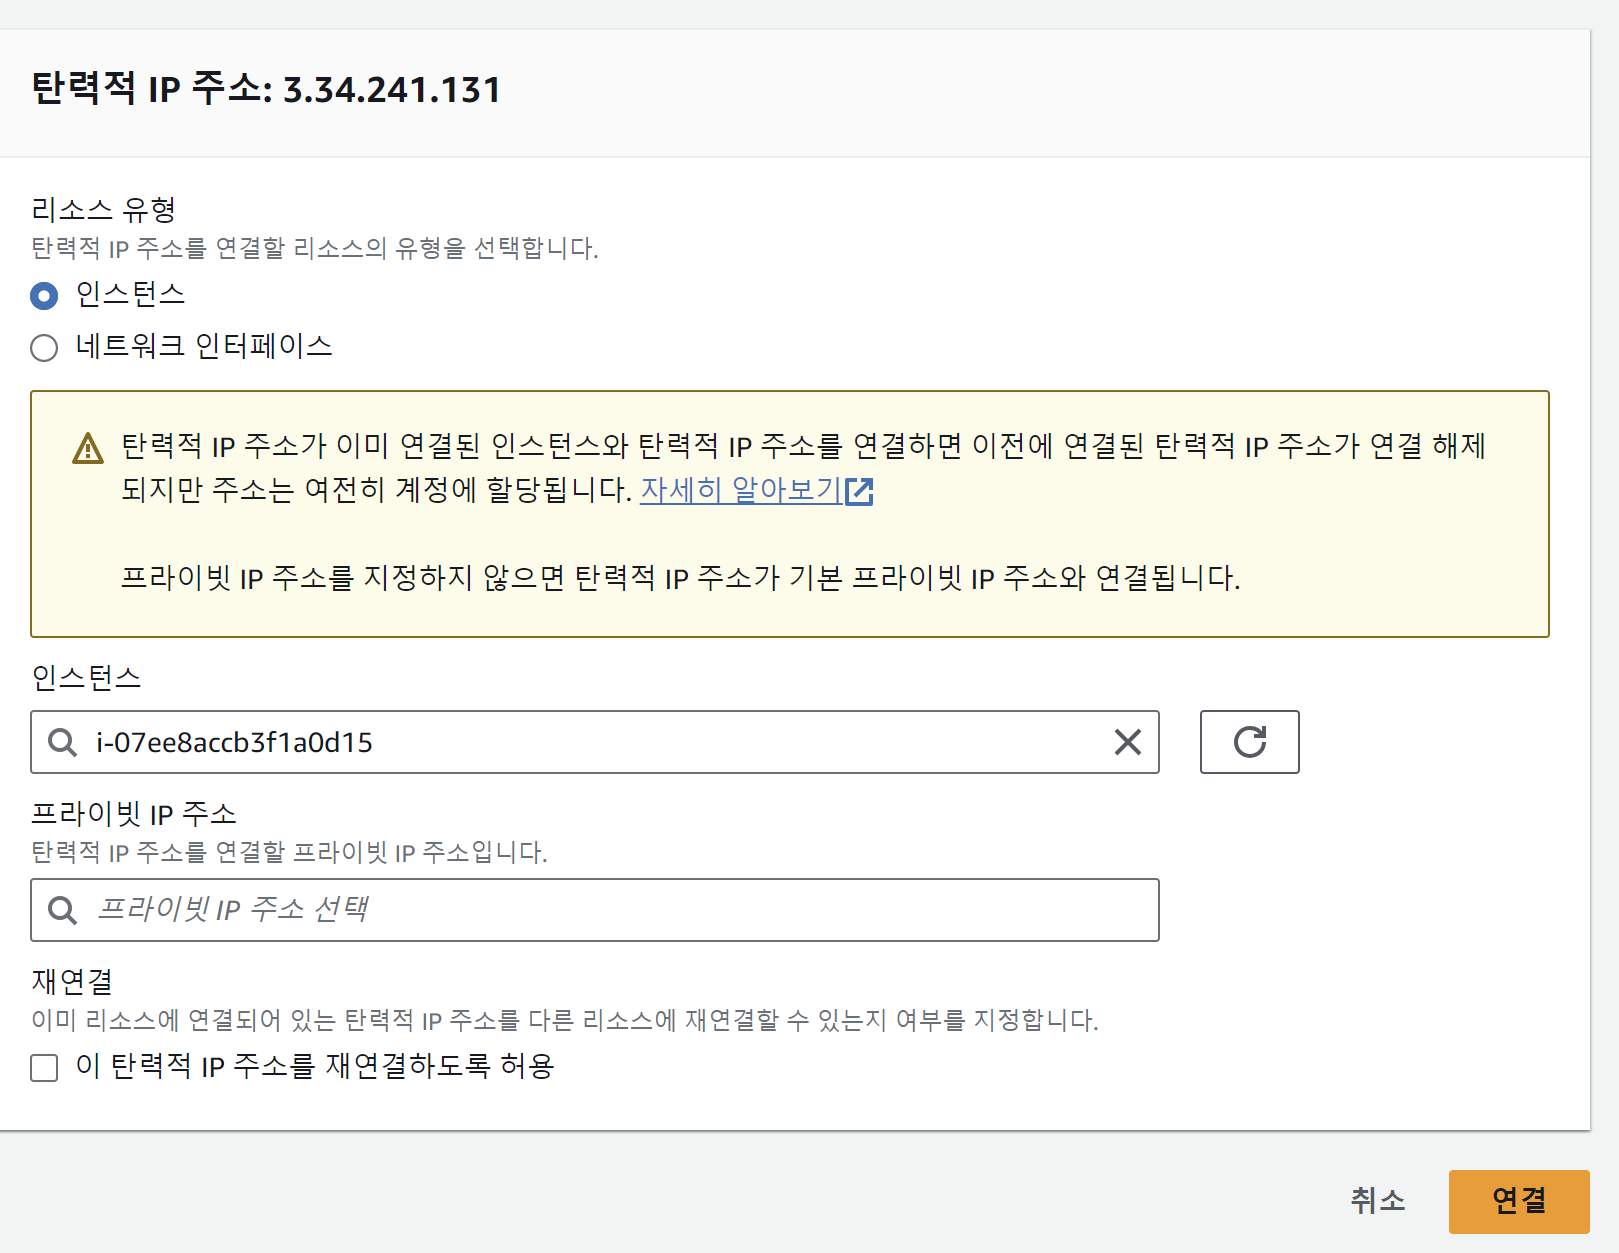 탄력적 IP 주소: 3.34.241.131
리소스 유형
탄력적 IP 주소를 연결할 리소스의 유형을 선택합니다.
인스턴스
네트워크 인터페이스
탄력적 IP 주소가 이미 연결된 인스턴스와 탄력적 IP 주소를 연결하면 이전에 연결된 탄력적 IP 주소가 연결 해제
되지만 주소는 여전히 계정에 할당됩니다. 자세히 알아보기
프라이빗 IP 주소를 지정하지 않으면 탄력적 IP 주소가 기본 프라이빗 IP 주소와 연결됩니다.
인스턴스
i-07ee8accb3f1a0d15
프라이빗 IP 주소
탄력적 IP 주소를 연결할 프라이빗 IP 주소입니다.
프라이빗 IP 주소 선택
재연결
이미 리소스에 연결되어 있는 탄력적 IP 주소를 다른 리소스에 재연결할 수 있는지 여부를 지정합니다.
이 탄력적 IP 주소를 재연결하도록 허용
취소
연결